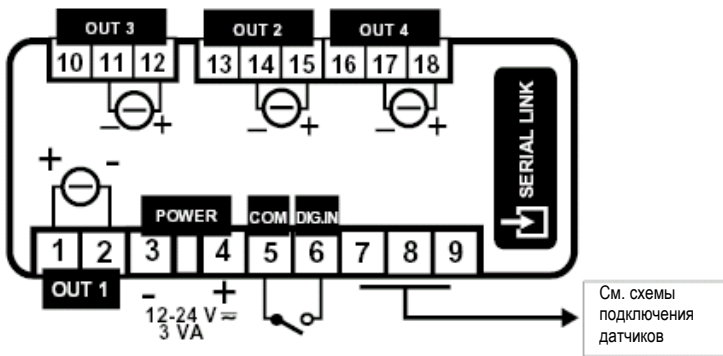 OUT 3 OUT 2 OUT 4
10 11 12 13 14 15 16 17 18
- + - + - +
SERIAL LINK
+ -
POWER COM DIG.IN
1 2 3 4 5 6 7 8 9
OUT 1
- +
12-24 V ≂
3 VA
См. схемы
подключения
датчиков